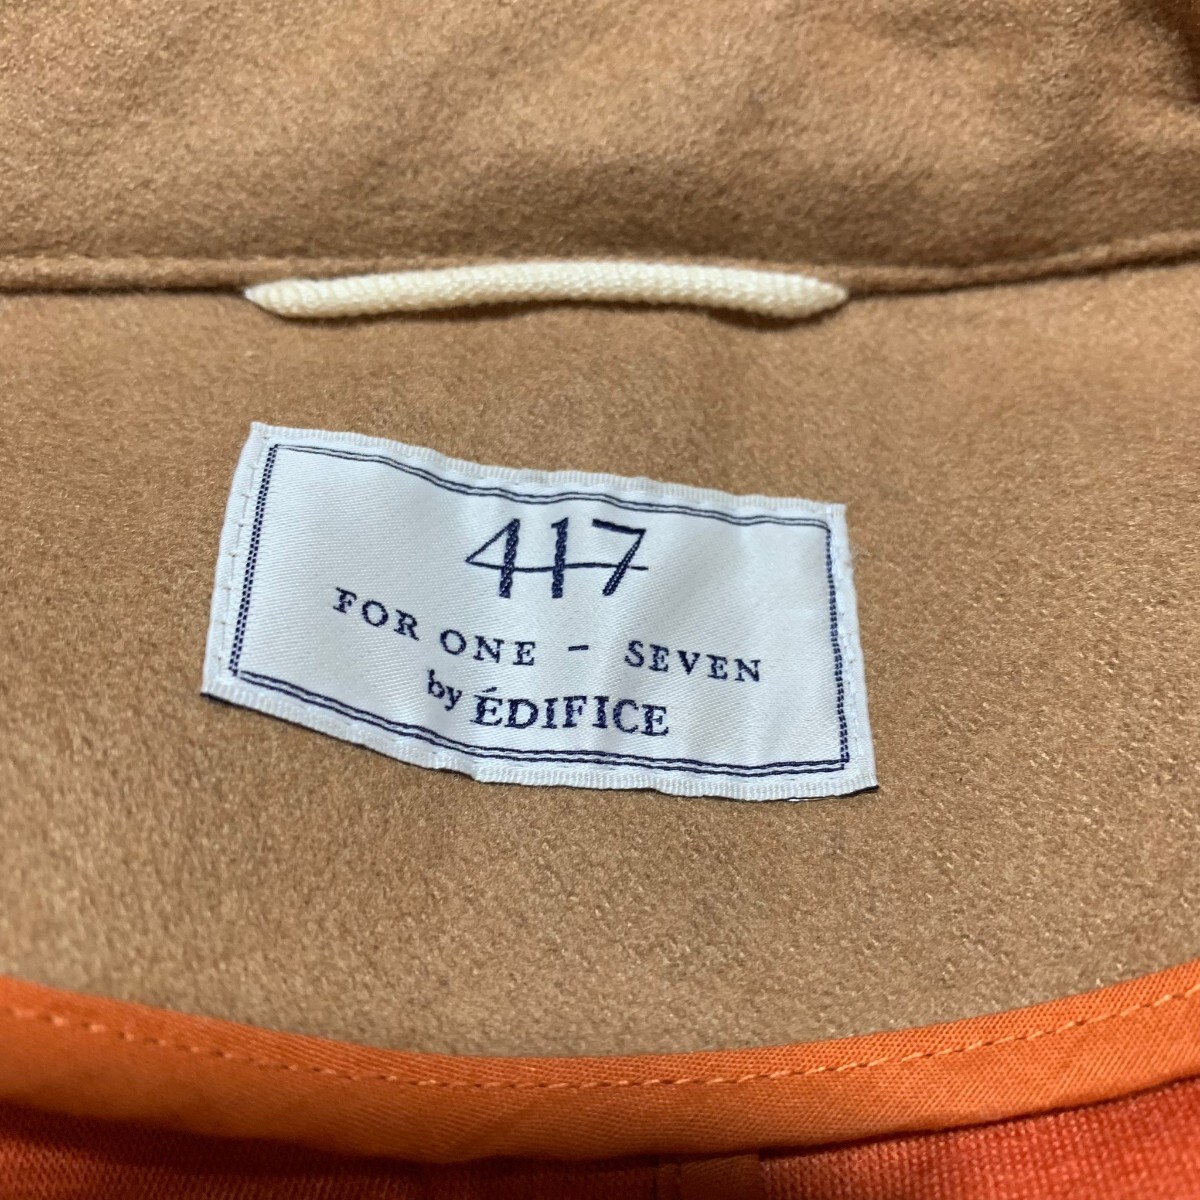 417
FOR ONE - SEVEN
by ÉDIFICE